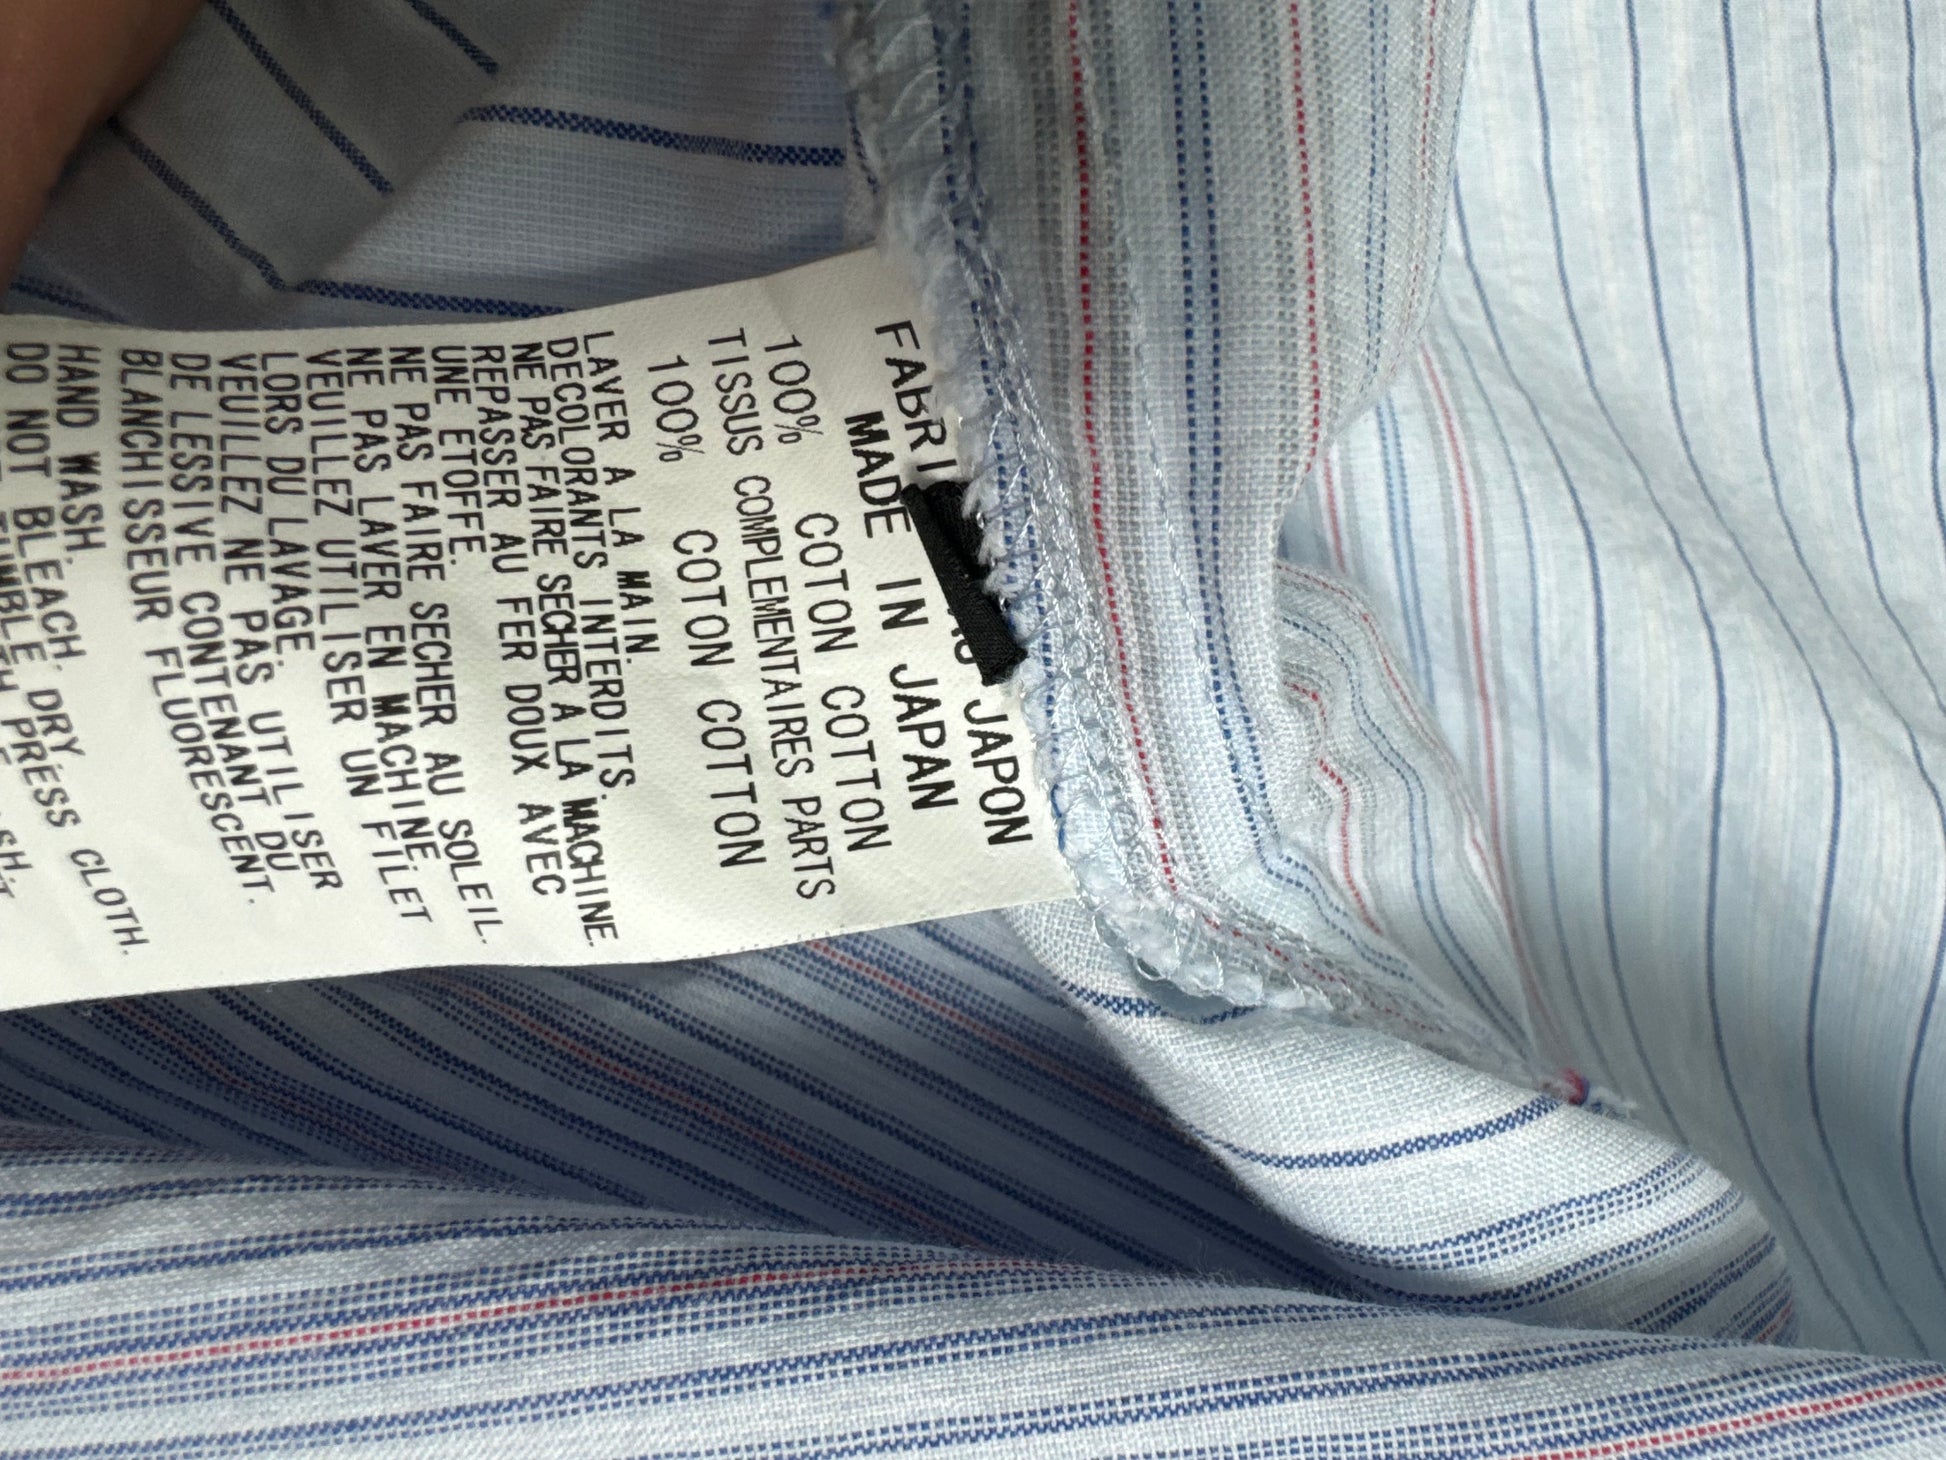 FABRI JAPON
MADE IN JAPAN
100% COTON COTTON
TISSUS COMPLEMENTAIRES PARTS
100% COTON COTTON
LAVER A LA MAIN.
DECOLORANTS INTERDITS.
NE PAS FAIRE SECHER A LA MACHINE.
REPASSER AU FER DOUX AVEC
UNE ETOFFE.
NE PAS FAIRE SECHER AU SOLEIL.
NE PAS LAVER EN MACHINE.
VEUILLEZ UTILISER UN FILET
LORS DU LAVAGE.
VEUILLEZ NE PAS UTILISER
DE LESSIVE CONTENANT DU
BLANCHISSEUR FLUORESCENT.
HAND WASH.
DO NOT BLEACH.
TUMBLE DRY.
PRESS CLOTH.